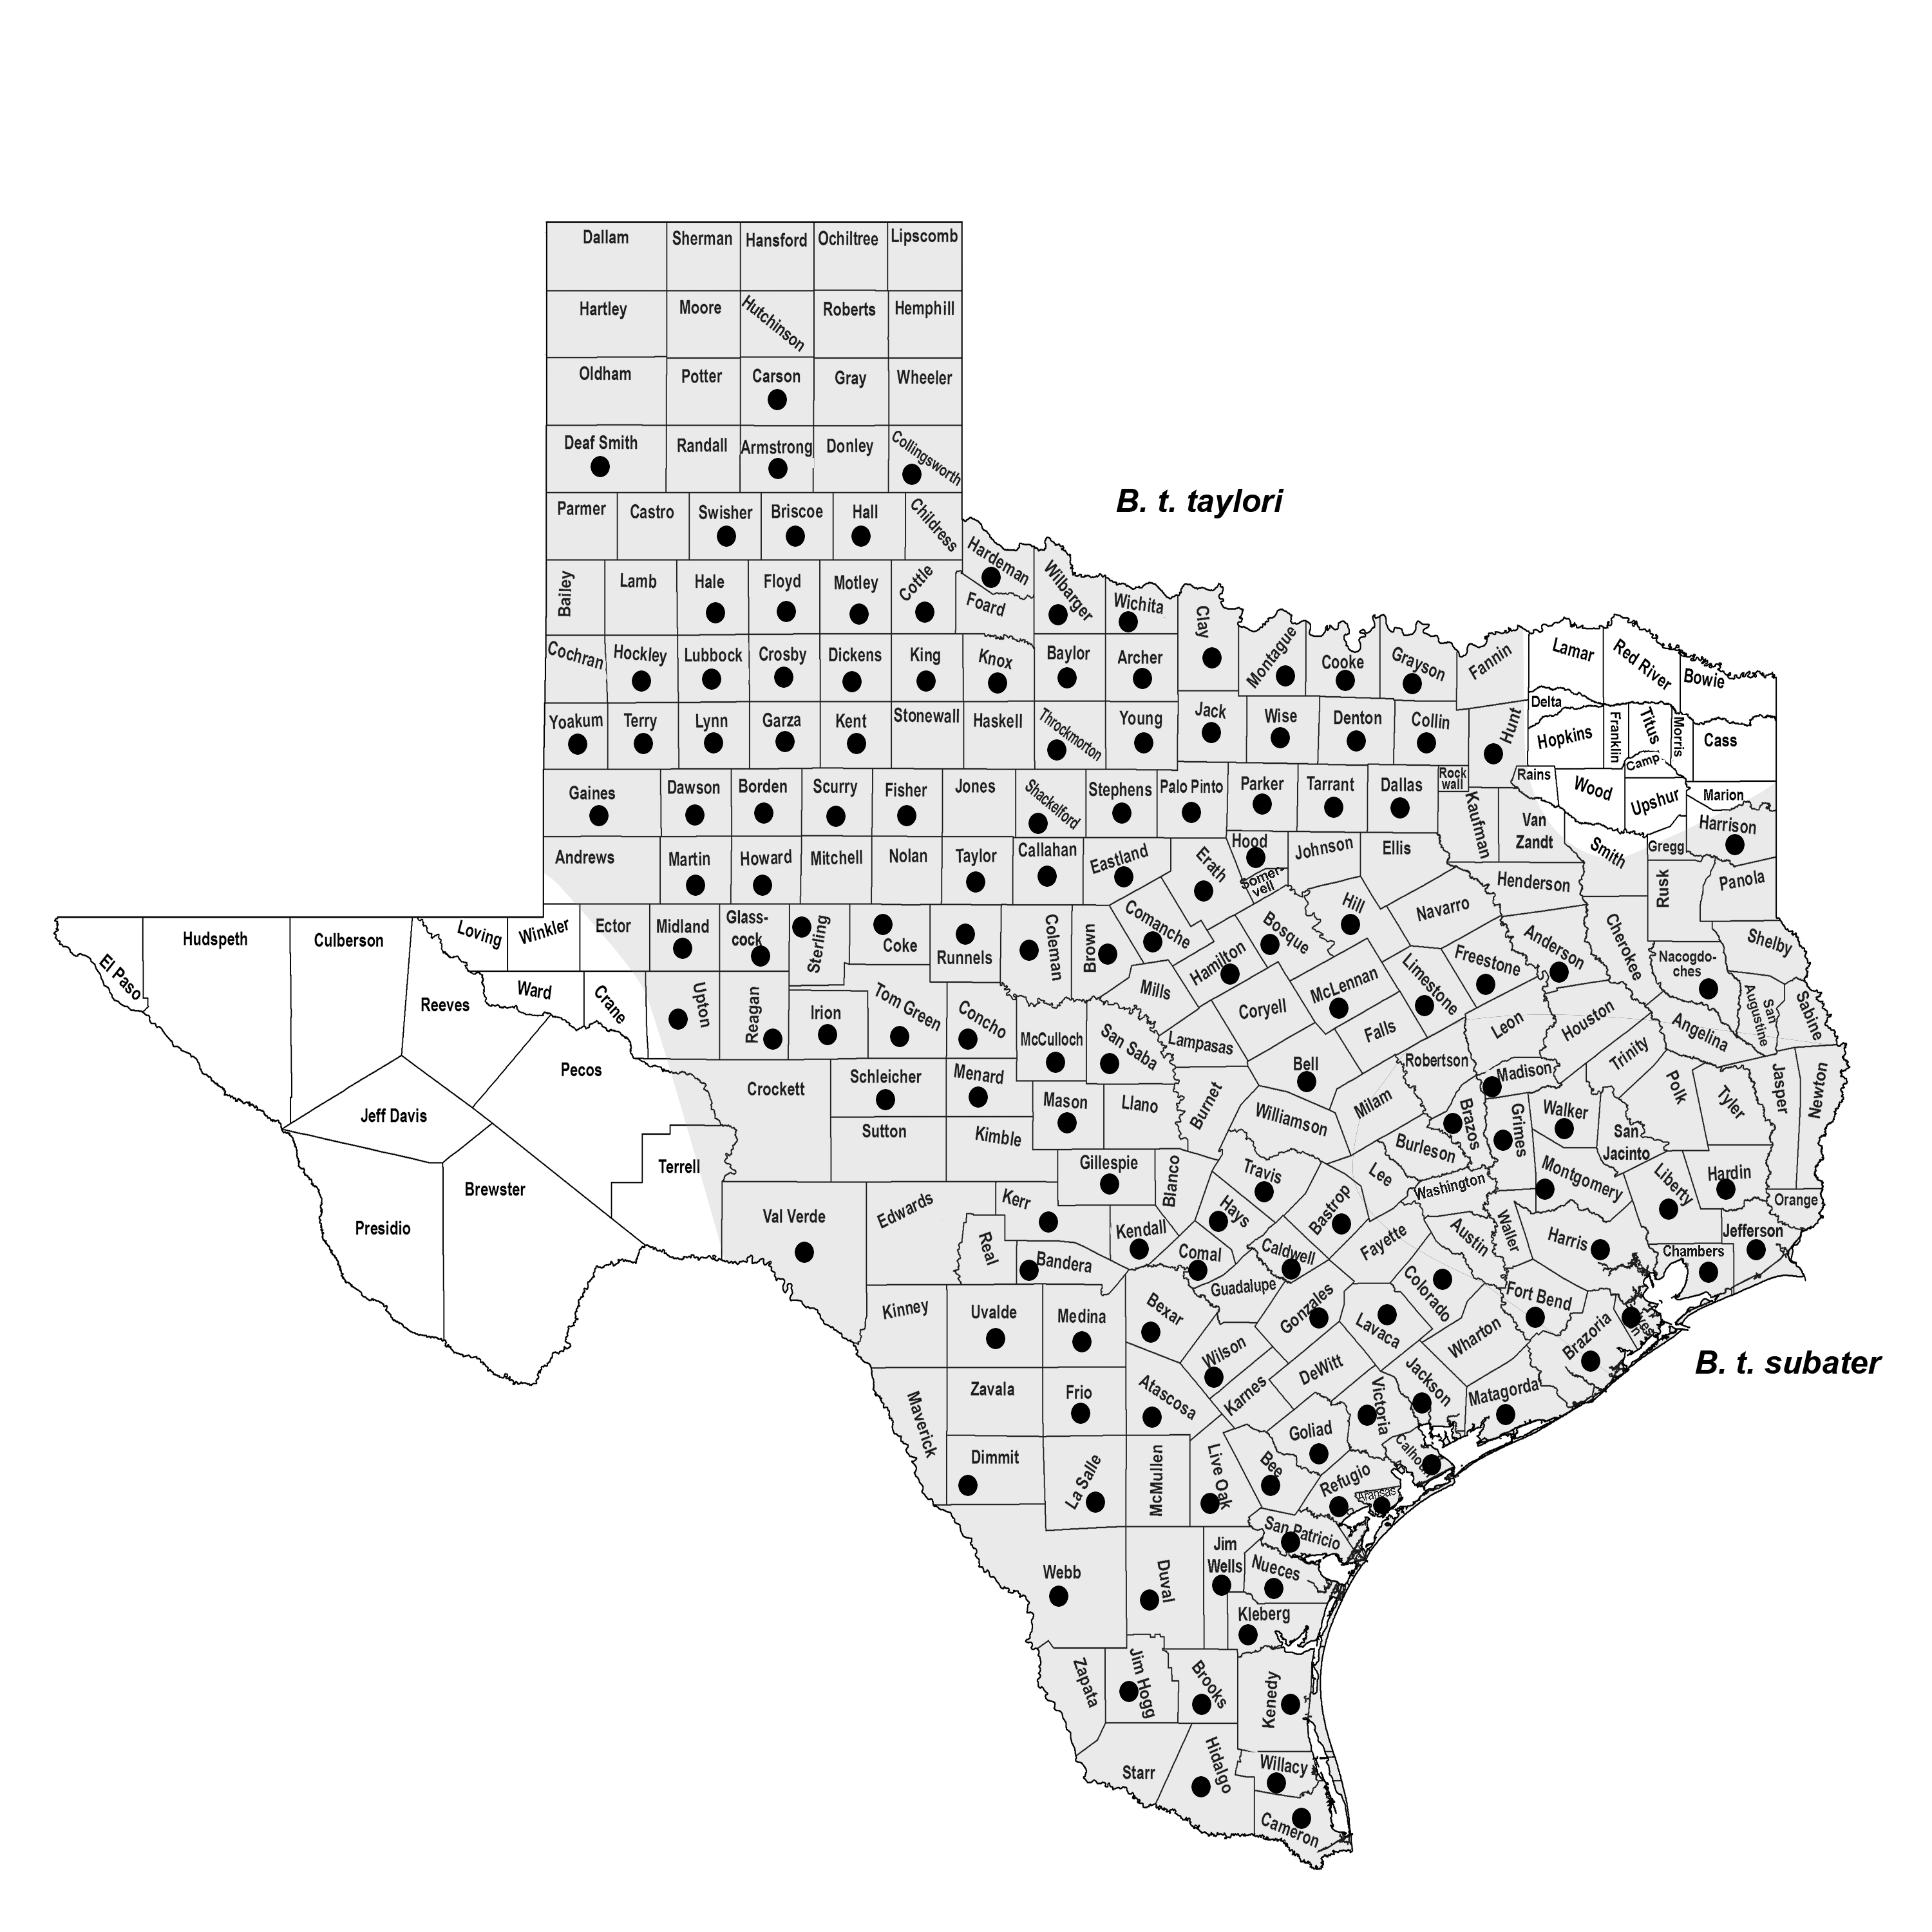 Dallam Sherman Hansford Ochiltree Lipscomb
Hartley Moore Hutchinson Roberts Hemphill
Oldham Potter Carson Gray Wheeler
Deaf Smith Randall Armstrong Donley Collingsworth
B. t. taylori
Parmer Castro Swisher Briscoe Hall Childress
Hardeman
Bailey Lamb Hale Floyd Motley Cottle Foard Wilbarger Wichita Clay
Cochran Hockley Lubbock Crosby Dickens King Knox Baylor Archer Montague Cooke Grayson Fannin Lamar Red River Bowie
Yoakum Terry Lynn Garza Kent Stonewall Haskell Throckmorton Young Jack Wise Denton Collin Hunt Delta Hopkins Franklin Titus Morris Cass
Gaines Dawson Borden Scurry Fisher Jones Shackelford Stephens Palo Pinto Parker Tarrant Dallas Rock
wall Kaufman Rains Wood Camp Upshur Marion
Van
Zandt Smith Gregg Harrison
Andrews Martin Howard Mitchell Nolan Taylor Callahan Eastland Erath Hood Somer-
vell Johnson Ellis Henderson Rusk Panola
El Paso Hudspeth Culberson Loving Winkler Ector Midland Glass-
cock Sterling Coke Runnels Coleman Brown Comanche Hamilton Bosque Hill Navarro Freestone Anderson Cherokee Nacogdo-
ches Shelby
Reeves Ward Crane Upton Reagan Irion Tom Green Concho McCulloch San Saba Mills Lampasas Coryell McLennan Limestone Falls Leon Houston Angelina San
Augustine Sabine
Jeff Davis Pecos Crockett Schleicher Menard Mason Llano Burnet Bell Williamson Milam Robertson Madison Brazos Grimes Walker Trinity Polk Tyler Jasper Newton
San
Jacinto
Presidio Brewster Terrell Sutton Kimble Gillespie Blanco Travis Lee Burleson Washington Montgomery Liberty Hardin Orange
Val Verde Edwards Real Kerr Bandera Kendall Comal Hays Caldwell Bastrop Fayette Austin Waller Harris Chambers Jefferson
Kinney Uvalde Medina Bexar Guadalupe Gonzales Lavaca Colorado Wharton Fort Bend Brazoria
B. t. subater
Maverick Zavala Frio Atascosa Wilson Karnes DeWitt Victoria Jackson Matagorda
Dimmit La Salle McMullen Live Oak Bee Goliad Refugio Calhoun Aransas
San Patricio
Webb Duval Jim
Wells Nueces
Kleberg
Zapata Jim Hogg Brooks Kenedy
Starr Hidalgo Willacy
Cameron